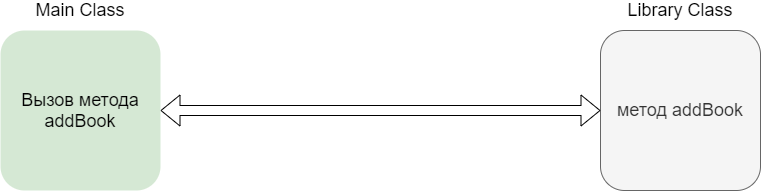 Main Class
Library Class
Вызов метода
addBook
метод addBook